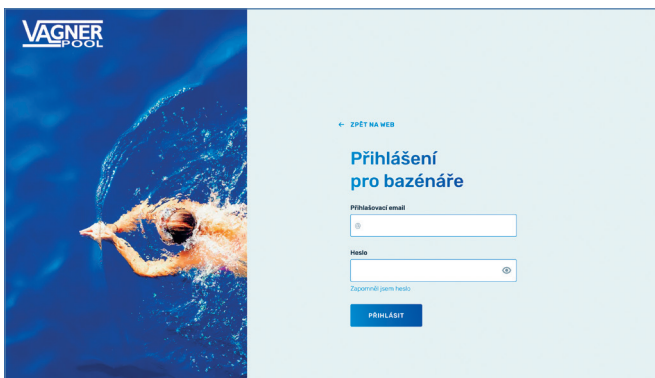 VAGNER
POOL
← ZPĚT NA WEB
Přihlášení
pro bazénáře
Přihlašovací email
@
Heslo
Zapomněl jsem heslo
PŘIHLÁSIT